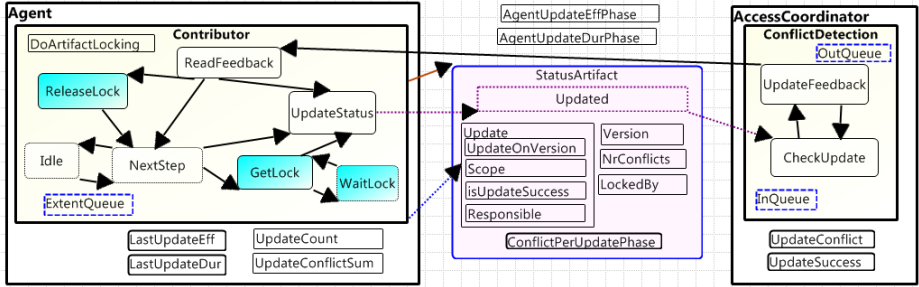 Agent
Contributor
DoArtifactLocking
ReadFeedback
ReleaseLock
UpdateStatus
Idle
NextStep
GetLock
WaitLock
ExtentQueue
LastUpdateEff
UpdateCount
LastUpdateDur
UpdateConflictSum
AgentUpdateEffPhase
AgentUpdateDurPhase
StatusArtifact
Updated
Update
UpdateOnVersion
Scope
isUpdateSuccess
Responsible
Version
NrConflicts
LockedBy
ConflictPerUpdatePhase
AccessCoordinator
ConflictDetection
OutQueue
UpdateFeedback
CheckUpdate
InQueue
UpdateConflict
UpdateSuccess